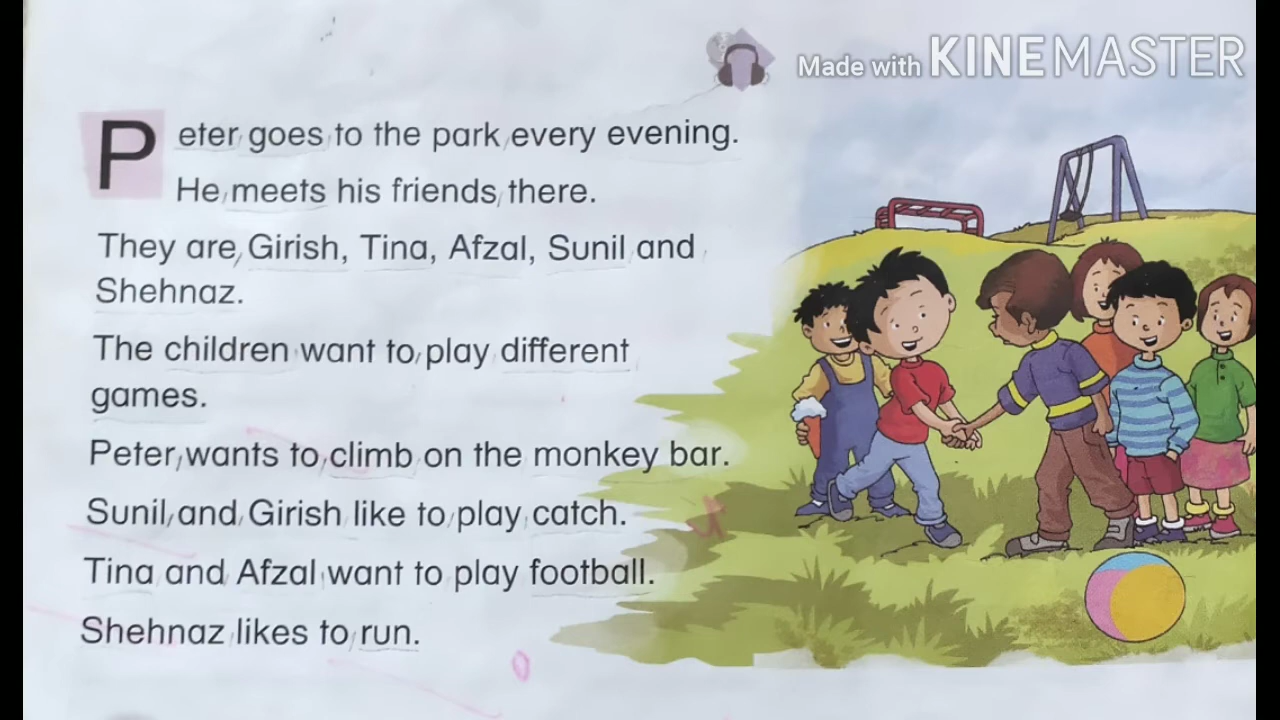 Made with KINEMASTER
Peter goes to the park every evening.
He meets his friends there.
They are Girish, Tina, Afzal, Sunil and
Shehnaz.
The children want to play different
games.
Peter wants to climb on the monkey bar.
Sunil and Girish like to play catch.
Tina and Afzal want to play football.
Shehnaz likes to run.